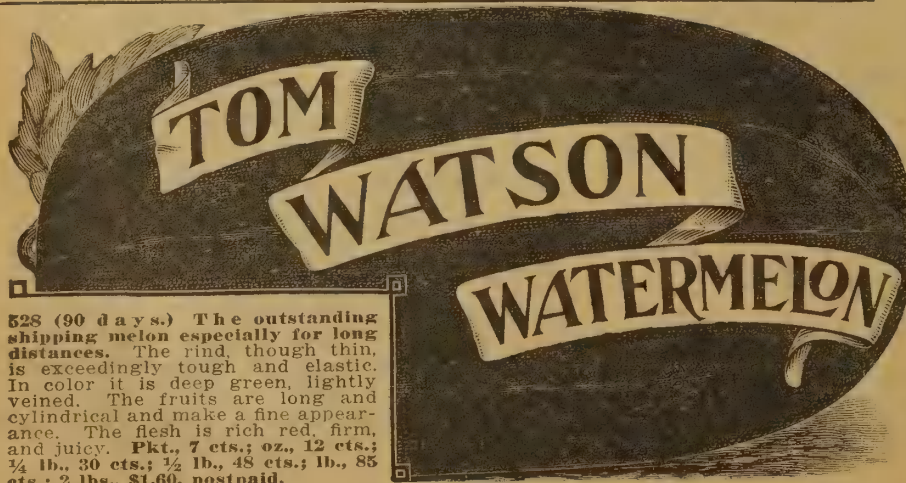 TOM
WATSON
WATERMELON
528 (90 days.) The outstanding
shipping melon especially for long
distances. The rind, though thin,
is exceedingly tough and elastic.
In color it is deep green, lightly
veined. The fruits are long and
cylindrical and make a fine appear-
ance. The flesh is rich red, firm,
and juicy. Pkt., 7 cts.; oz., 12 cts.;
¼ lb., 30 cts.; ½ lb., 48 cts.; lb., 85
cts.; 2 lbs., $1.60, postpaid.